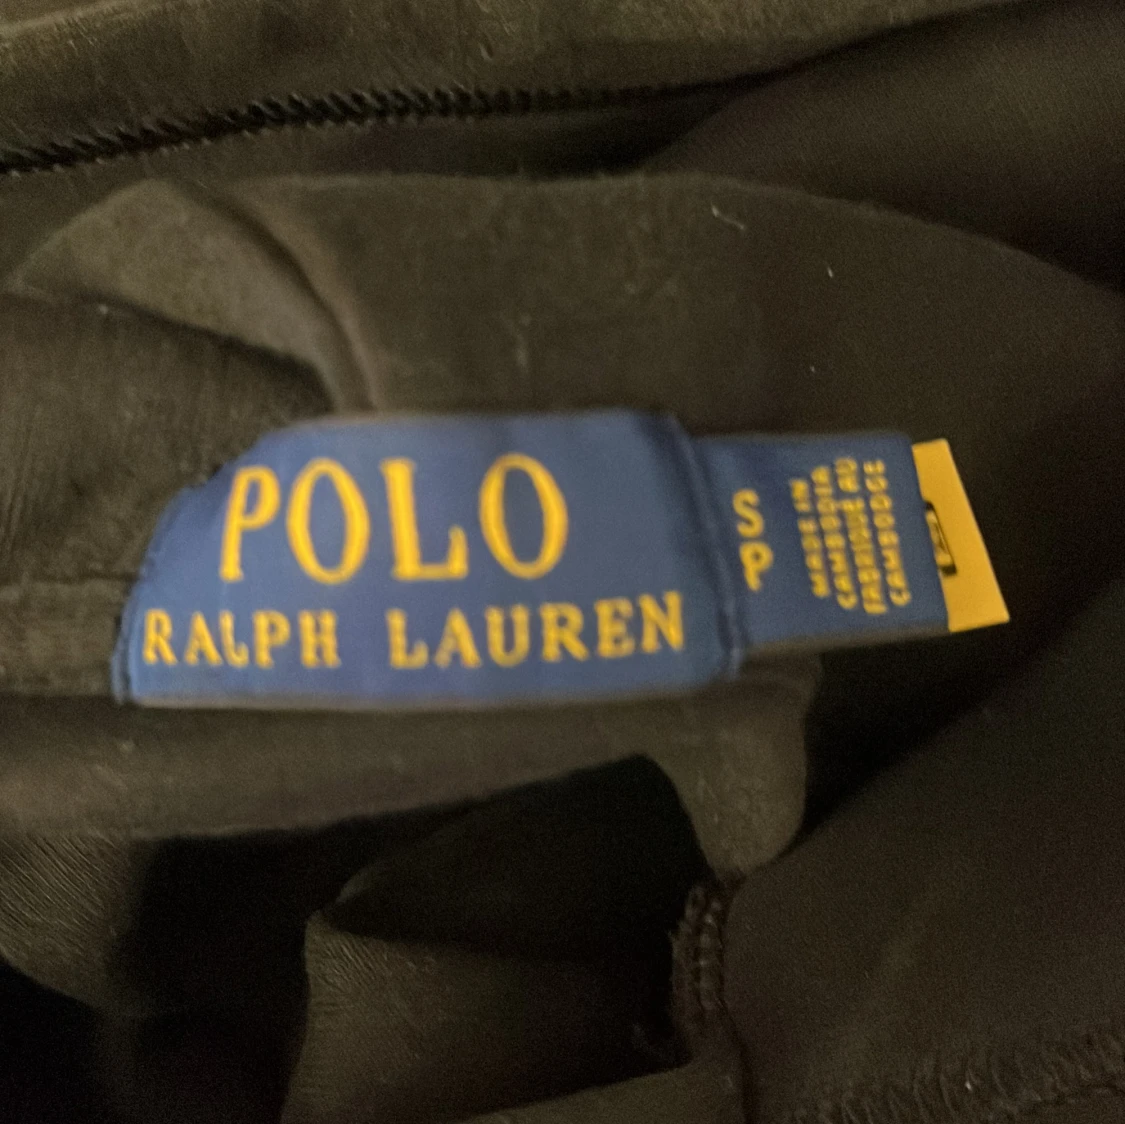 POLO
RALPH LAUREN
S
P
MADE IN
CAMBODIA
FABRIQUÉ AU
CAMBODGE